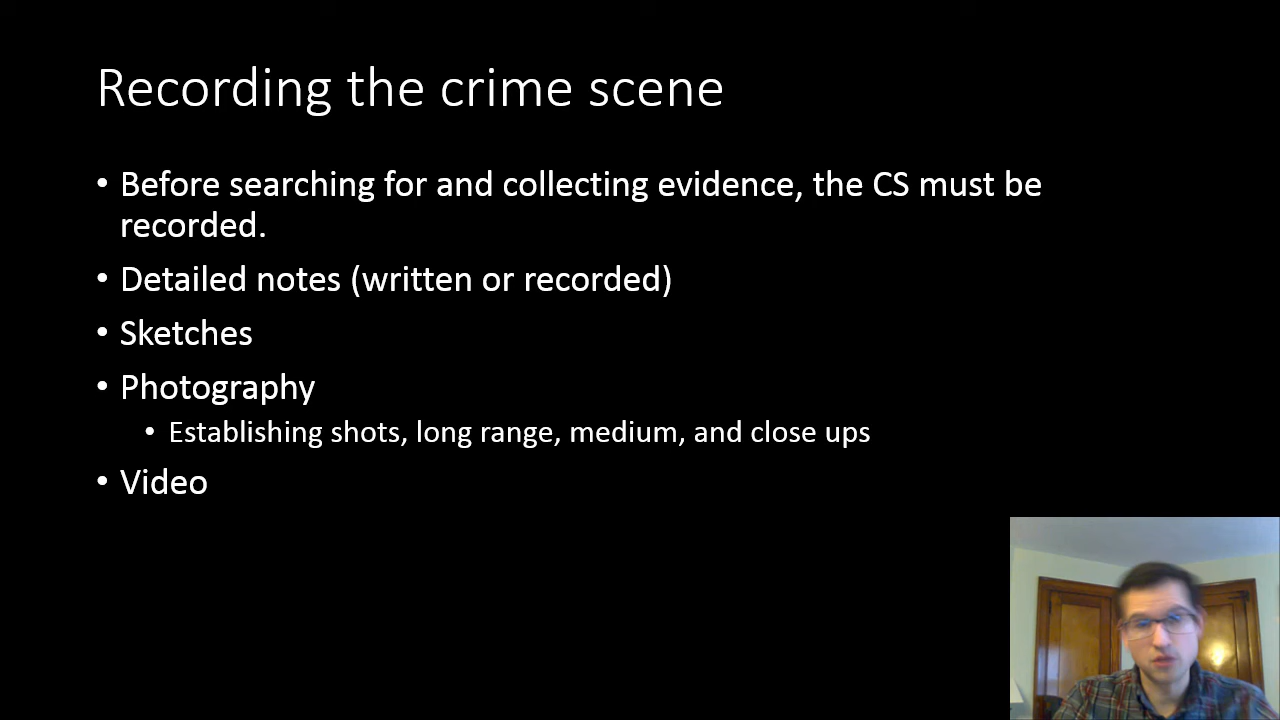 Recording the crime scene
• Before searching for and collecting evidence, the CS must be
recorded.
• Detailed notes (written or recorded)
• Sketches
• Photography
• Establishing shots, long range, medium, and close ups
• Video